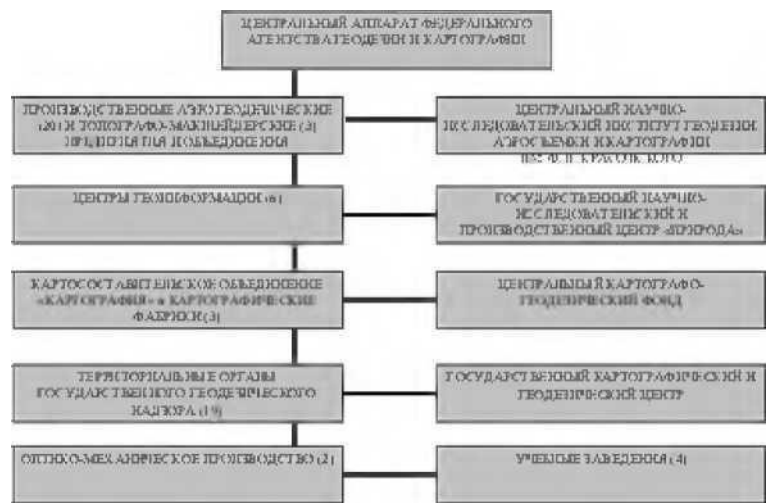 ЦЕНТРАЛЬНЫЙ АППАРАТ ФЕДЕРАЛЬНОГО
АГЕНТСТВА ГЕОДЕЗИИ И КАРТОГРАФИИ
ПРОИЗВОДСТВЕННЫЕ АЭРОГЕОДЕЗИЧЕСКИЕ
(20) И ТОПОГРАФО-МАРКШЕЙДЕРСКИЕ (3)
ПРЕДПРИЯТИЯ И ОБЪЕДИНЕНИЯ
ЦЕНТРАЛЬНЫЙ НАУЧНО-
ИССЛЕДОВАТЕЛЬСКИЙ ИНСТИТУТ ГЕОДЕЗИИ
АЭРОСЪЕМКИ И КАРТОГРАФИИ
ЦЕНТРЫ ГЕОИНФОРМАЦИИ (6)
ГОСУДАРСТВЕННЫЙ НАУЧНО-
ИССЛЕДОВАТЕЛЬСКИЙ И
ПРОИЗВОДСТВЕННЫЙ ЦЕНТР «ПРИРОДА»
КАРТОСОСТАВИТЕЛЬСКОЕ ОБЪЕДИНЕНИЕ
«КАРТОГРАФИЯ» и КАРТОГРАФИЧЕСКИЕ
ФАБРИКИ (3)
ЦЕНТРАЛЬНЫЙ КАРТОГРАФО-
ГЕОДЕЗИЧЕСКИЙ ФОНД
ТЕРРИТОРИАЛЬНЫЕ ОРГАНЫ
ГОСУДАРСТВЕННОГО ГЕОДЕЗИЧЕСКОГО
НАДЗОРА (19)
ГОСУДАРСТВЕННЫЙ КАРТОГРАФИЧЕСКИЙ И
ГЕОДЕЗИЧЕСКИЙ ЦЕНТР
ОПТИКО-МЕХАНИЧЕСКОЕ ПРОИЗВОДСТВО (2)
УЧЕБНЫЕ ЗАВЕДЕНИЯ (4)